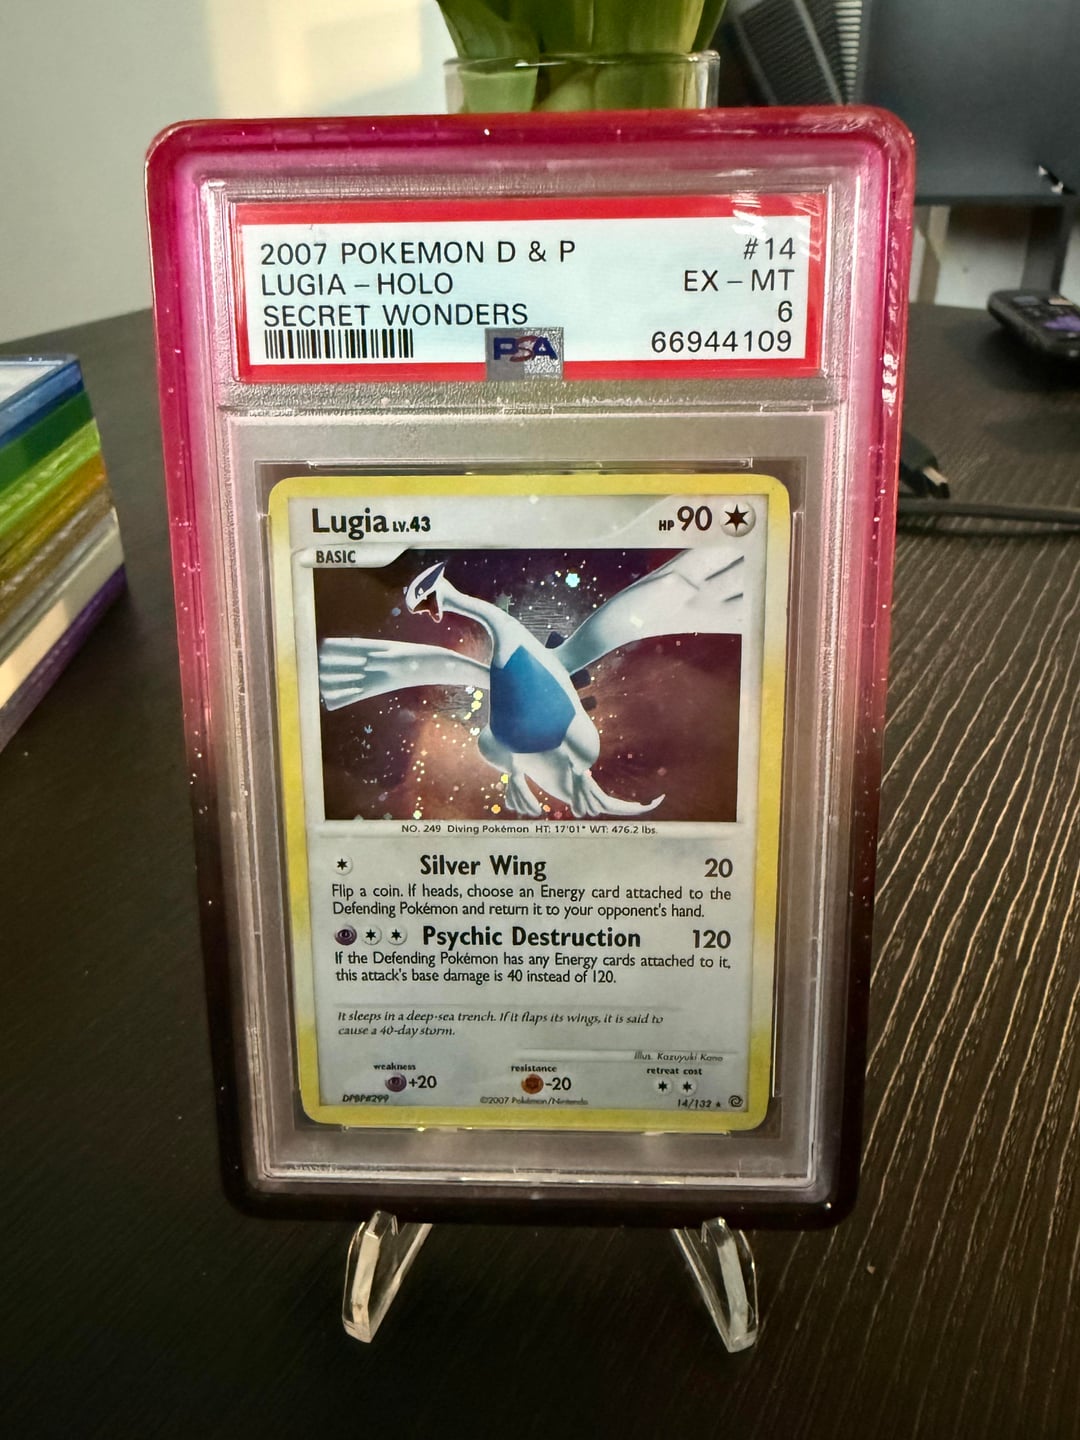 2007 POKEMON D & P #14
LUGIA - HOLO EX - MT
SECRET WONDERS 6
PSA 66944109
Lugia LV.43 HP 90
BASIC
NO. 249 Diving Pokémon HT: 17'01" WT: 476.2 lbs.
Silver Wing 20
Flip a coin. If heads, choose an Energy card attached to the
Defending Pokémon and return it to your opponent's hand.
Psychic Destruction 120
If the Defending Pokémon has any Energy cards attached to it,
this attack's base damage is 40 instead of 120.
It sleeps in a deep-sea trench. If it flaps its wings, it is said to
cause a 40-day storm.
Illus. Kazuyuki Kano
weakness resistance retreat cost
+20 -20
DPBP#299 ©2007 Pokémon/Nintendo 14/132